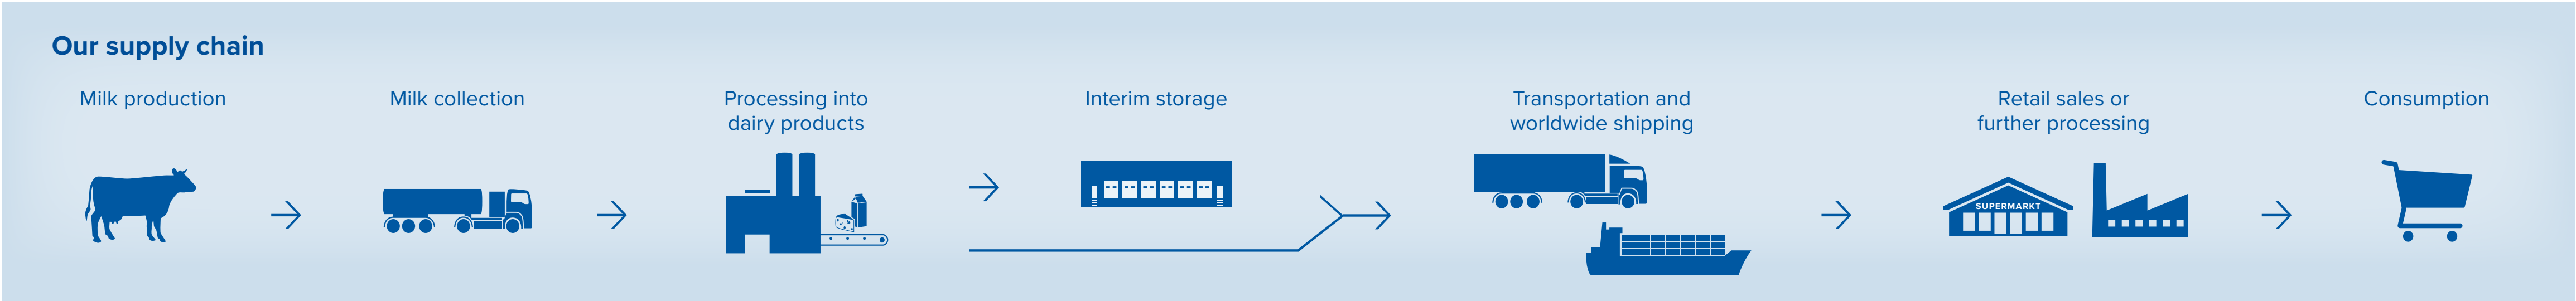 Our supply chain
Milk production
Milk collection
Processing into
dairy products
Interim storage
Transportation and
worldwide shipping
Retail sales or
further processing
Consumption
SUPERMARKT